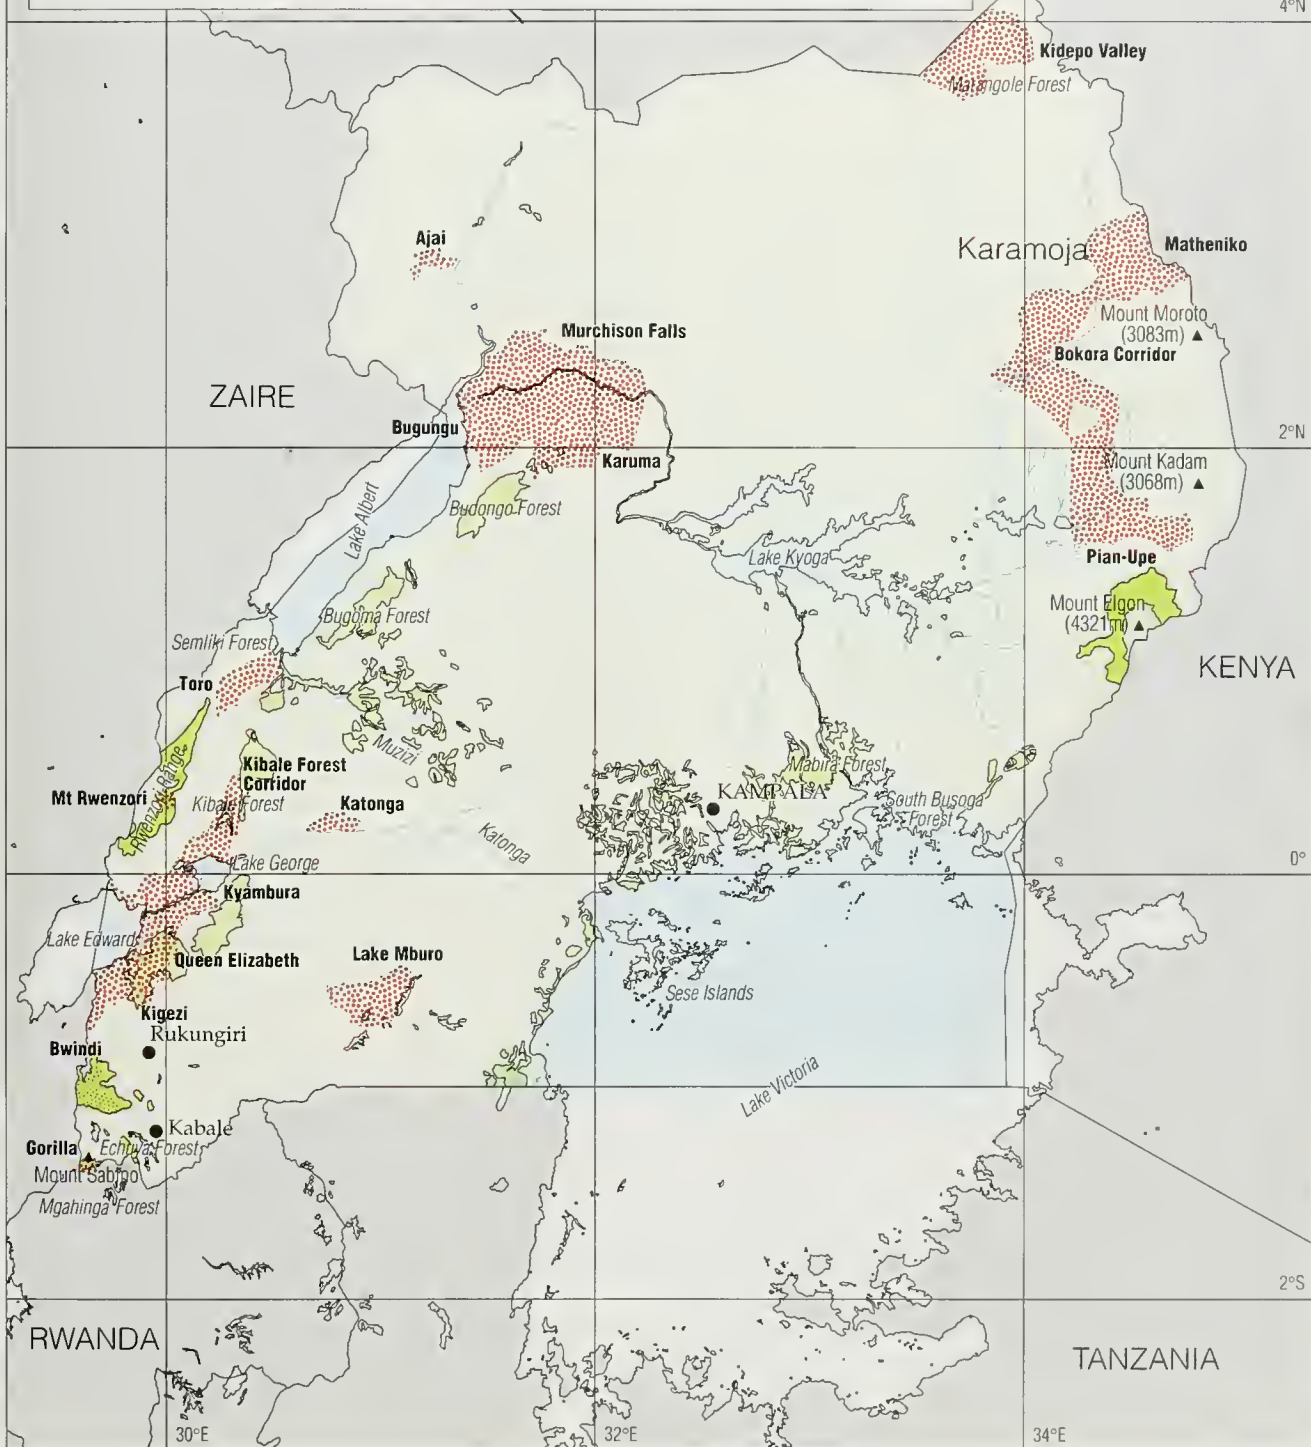 4°N
Kidepo Valley
Matangole Forest
Ajai
Karamoja
Matheniko
Mount Moroto
(3083m)
Murchison Falls
Bokora Corridor
ZAIRE
Bugungu
2°N
Karuma
Mount Kadam
(3068m)
Lake Albert
Budongo Forest
Lake Kyoga
Pian-Upe
Bugoma Forest
Mount Elgon
(4321m)
Semliki Forest
KENYA
Toro
Muzizi
Rwenzori Range
Kibale Forest
Corridor
Mabira Forest
Mt Rwenzori
Kibale Forest
Katonga
KAMPALA
South Busoga
Forest
Katonga
Lake George
0°
Kyambura
Lake Edward
Queen Elizabeth
Lake Mburo
Sese Islands
Kigezi
Rukungiri
Bwindi
Lake Victoria
Kabale
Gorilla
Echuya Forest
Mount Sabino
Mgahinga Forest
2°S
RWANDA
TANZANIA
30°E
32°E
34°E